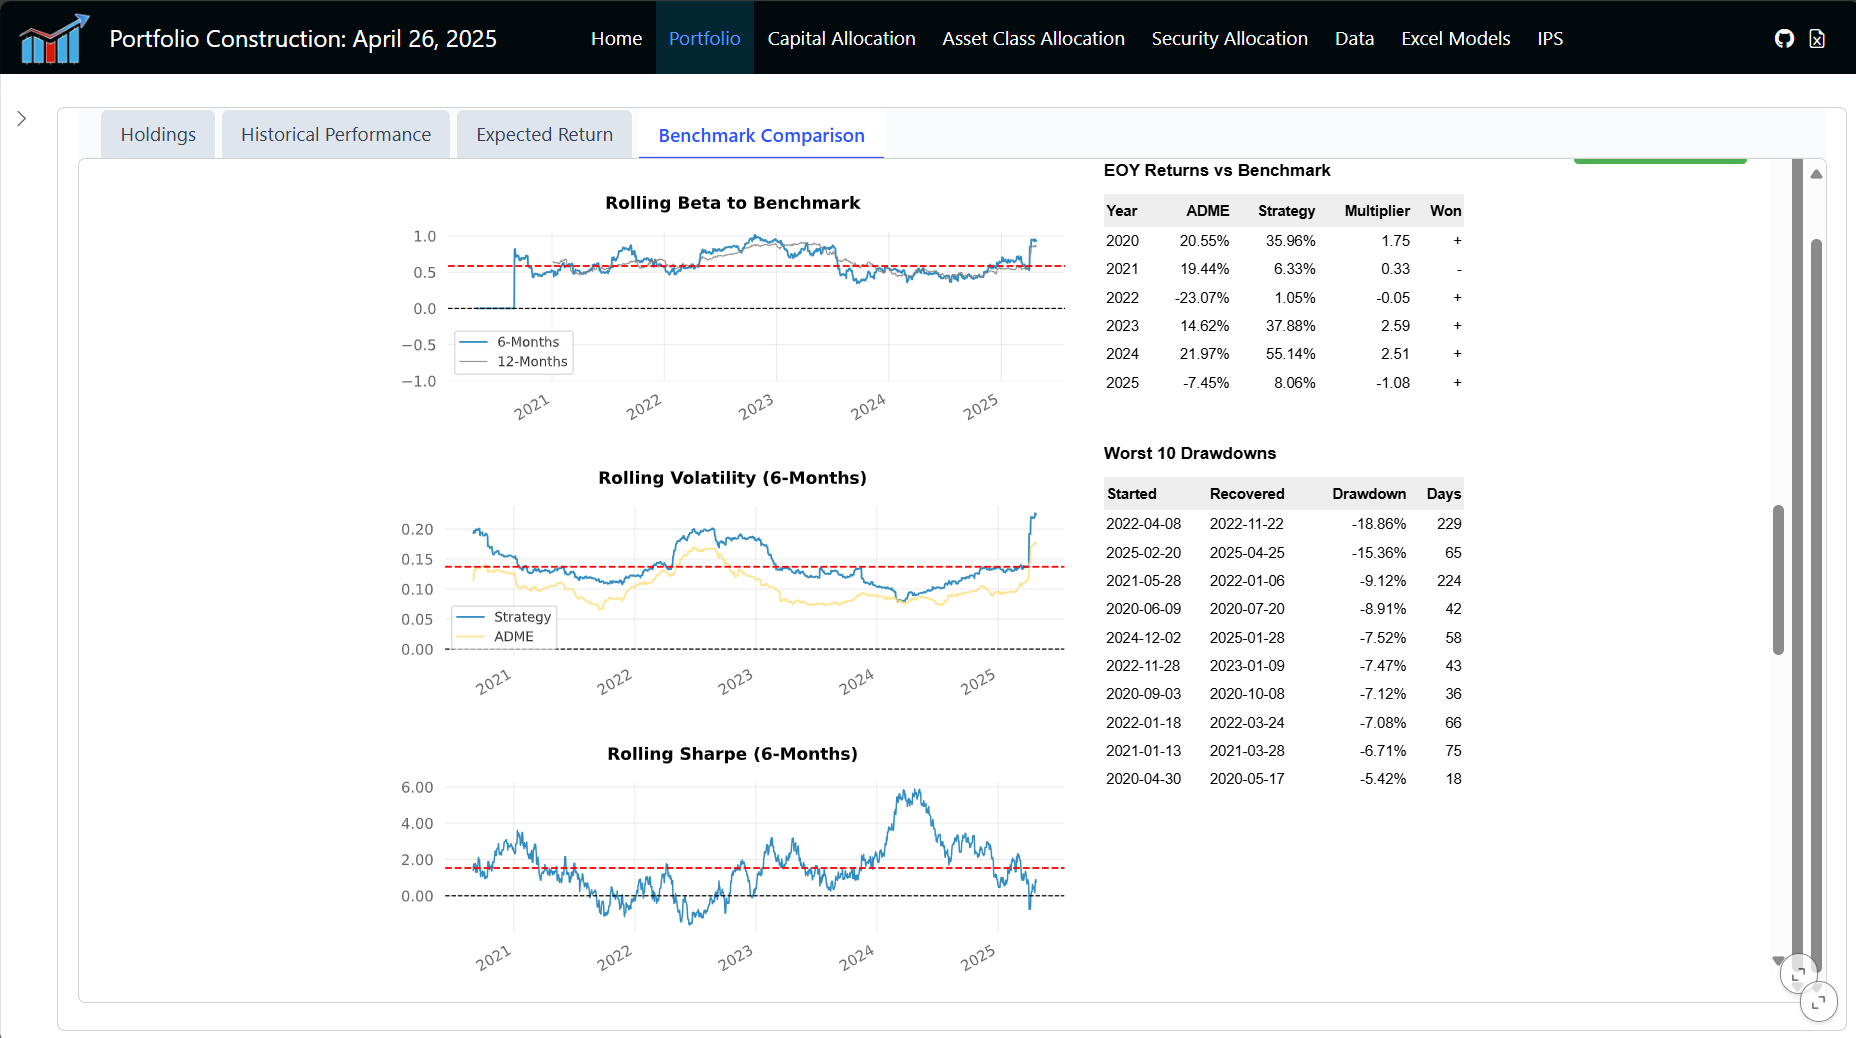 Portfolio Construction: April 26, 2025
Home Portfolio Capital Allocation Asset Class Allocation Security Allocation Data Excel Models IPS
Holdings Historical Performance Expected Return Benchmark Comparison
Rolling Beta to Benchmark
1.0
0.5
0.0
−0.5
−1.0
6-Months
12-Months
2021 2022 2023 2024 2025
Rolling Volatility (6-Months)
0.20
0.15
0.10
0.05
0.00
Strategy
ADME
2021 2022 2023 2024 2025
Rolling Sharpe (6-Months)
6.00
4.00
2.00
0.00
2021 2022 2023 2024 2025
EOY Returns vs Benchmark
Year ADME Strategy Multiplier Won
2020 20.55% 35.96% 1.75 +
2021 19.44% 6.33% 0.33 -
2022 -23.07% 1.05% -0.05 +
2023 14.62% 37.88% 2.59 +
2024 21.97% 55.14% 2.51 +
2025 -7.45% 8.06% -1.08 +
Worst 10 Drawdowns
Started Recovered Drawdown Days
2022-04-08 2022-11-22 -18.86% 229
2025-02-20 2025-04-25 -15.36% 65
2021-05-28 2022-01-06 -9.12% 224
2020-06-09 2020-07-20 -8.91% 42
2024-12-02 2025-01-28 -7.52% 58
2022-11-28 2023-01-09 -7.47% 43
2020-09-03 2020-10-08 -7.12% 36
2022-01-18 2022-03-24 -7.08% 66
2021-01-13 2021-03-28 -6.71% 75
2020-04-30 2020-05-17 -5.42% 18